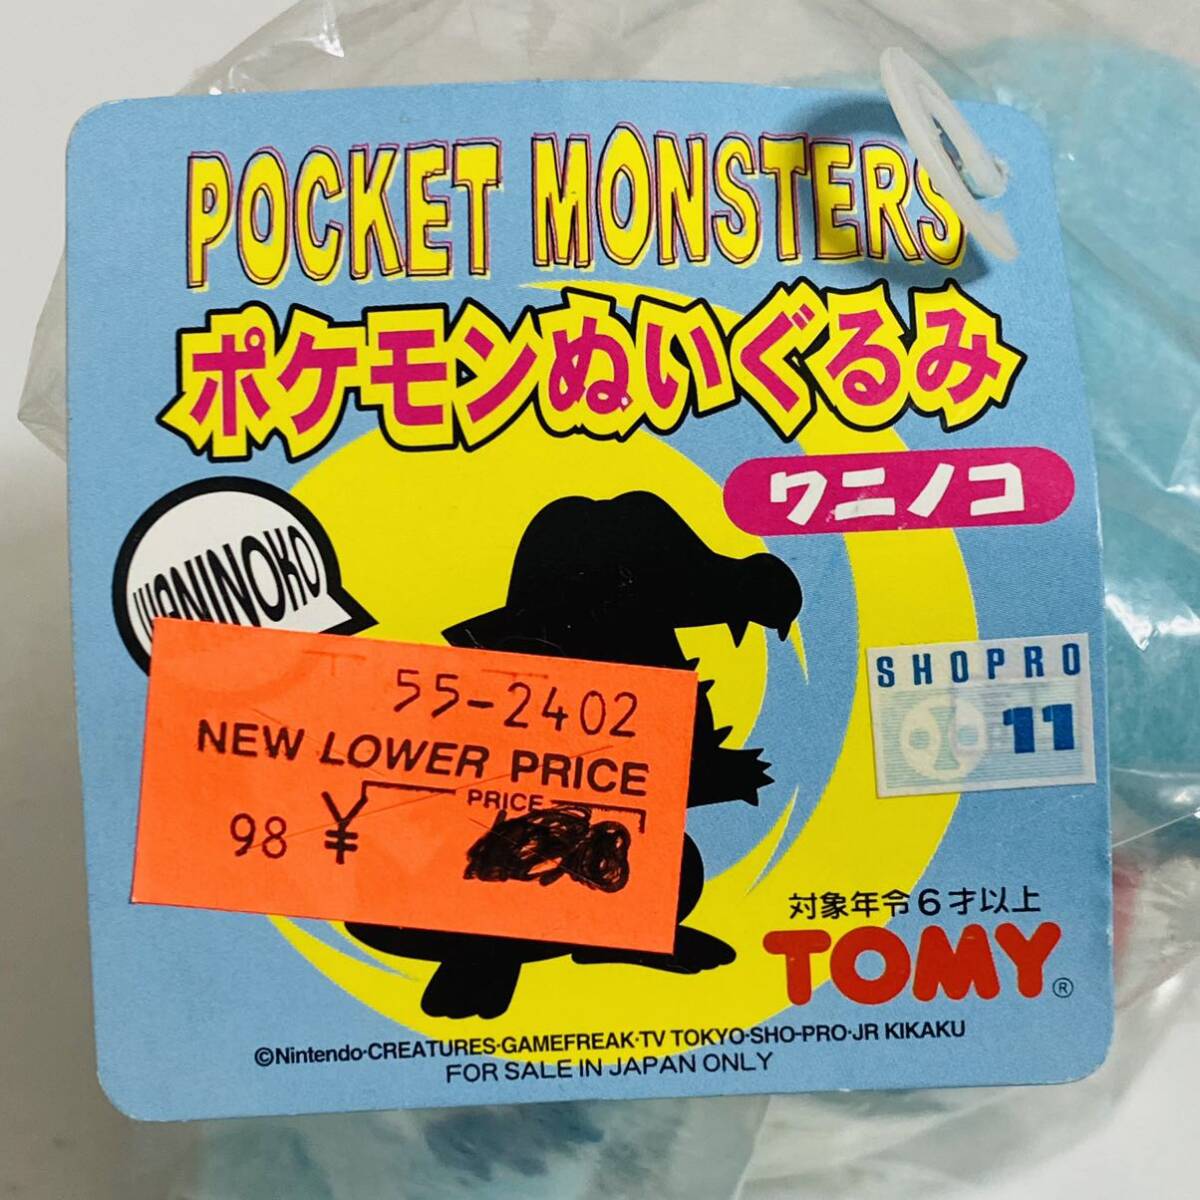 POCKET MONSTERS
ポケモンぬいぐるみ
ワニノコ
WANINOKO
SHOPRO
11
55-2402
NEW LOWER PRICE
PRICE
98 ¥
対象年令6才以上
TOMY®
©Nintendo·CREATURES·GAMEFREAK·TV TOKYO·SHO-PRO·JR KIKAKU
FOR SALE IN JAPAN ONLY